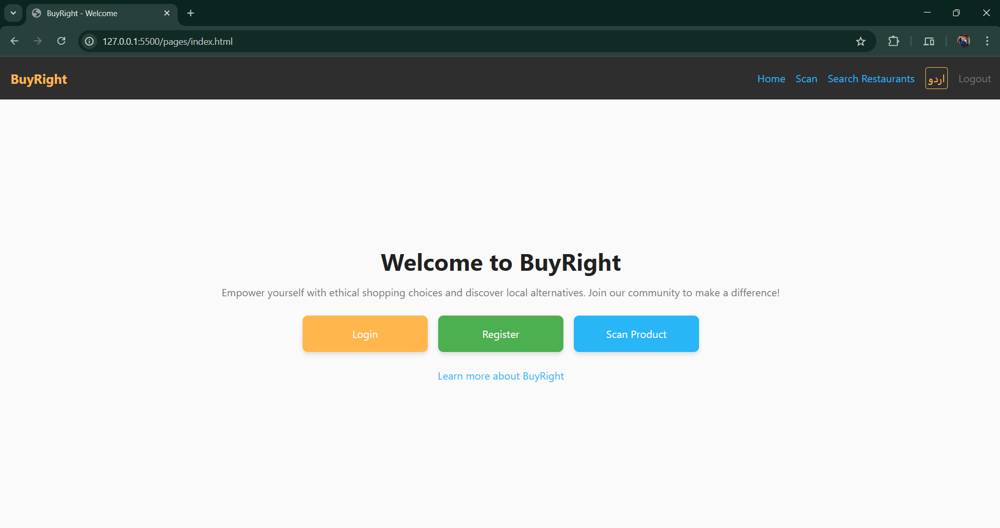 BuyRight - Welcome
127.0.0.1:5500/pages/index.html
BuyRight
Home Scan Search Restaurants اردو Logout
Welcome to BuyRight
Empower yourself with ethical shopping choices and discover local alternatives. Join our community to make a difference!
Login Register Scan Product
Learn more about BuyRight